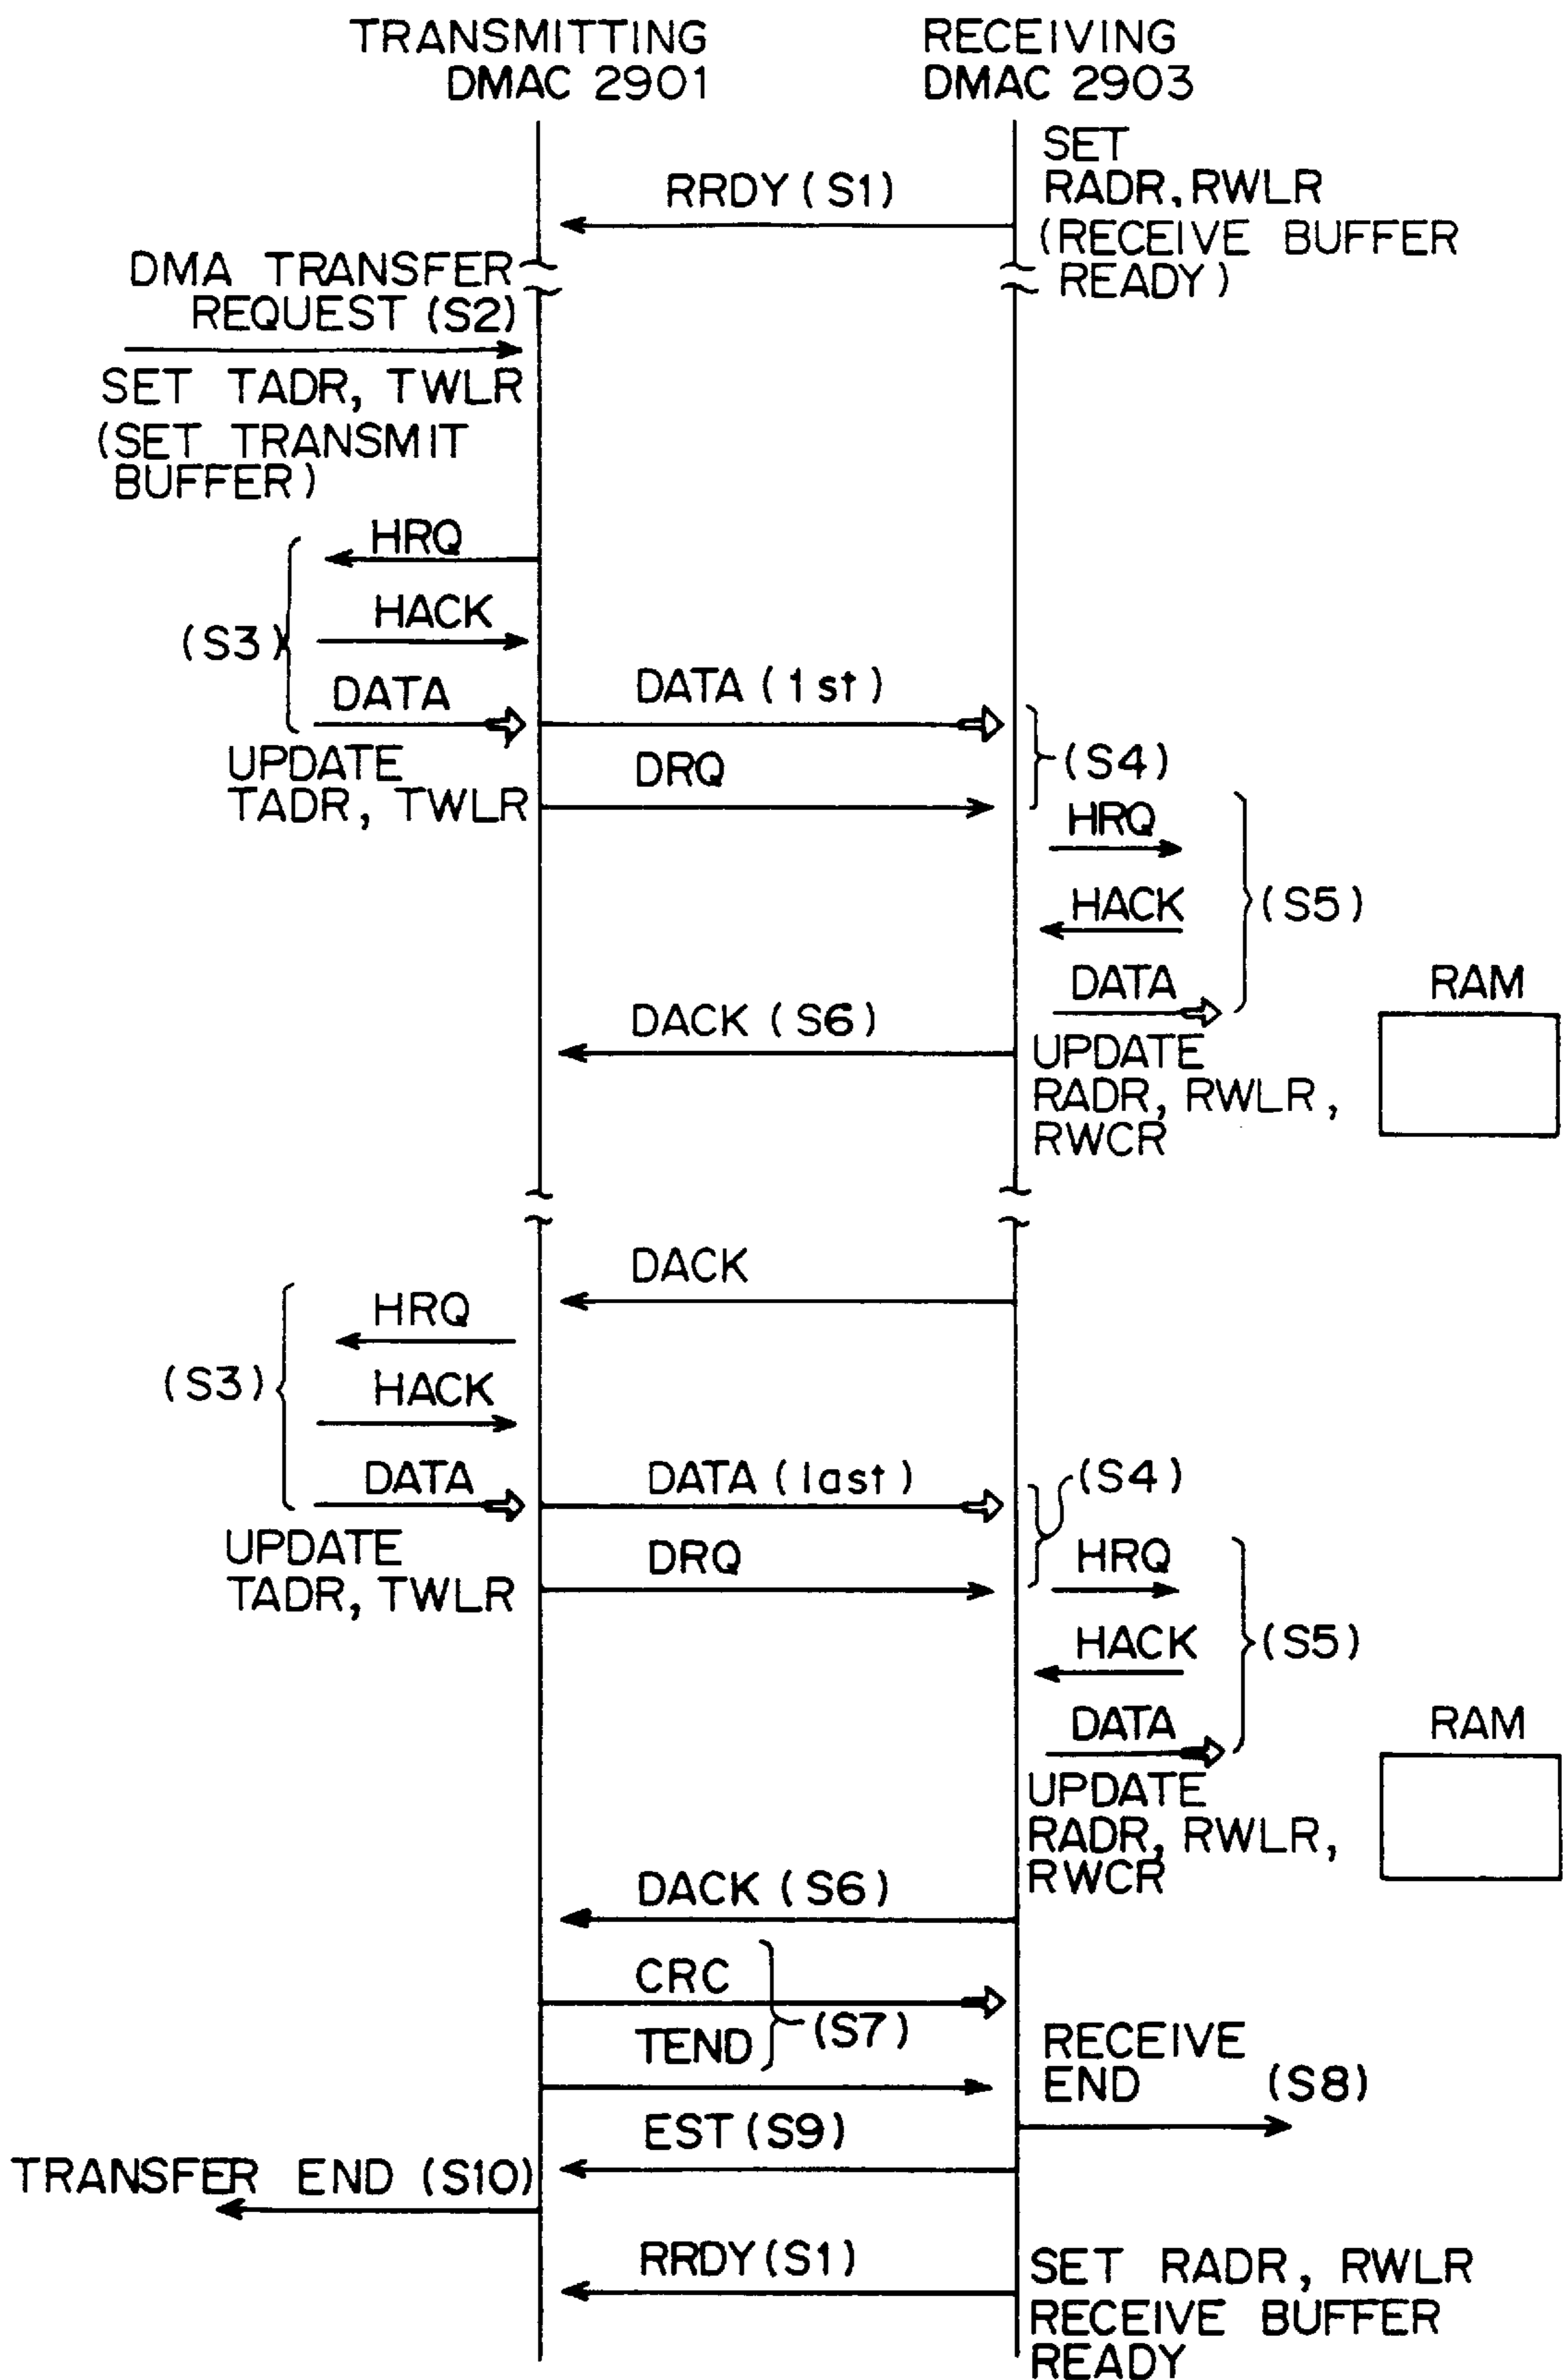 TRANSMITTING
DMAC 2901
RECEIVING
DMAC 2903
SET
RADR, RWLR
(RECEIVE BUFFER
READY)
RRDY (S1)
DMA TRANSFER
REQUEST (S2)
SET TADR, TWLR
(SET TRANSMIT
BUFFER)
HRQ
HACK
(S3)
DATA
DATA (1st)
UPDATE
TADR, TWLR
DRQ
(S4)
HRQ
HACK
(S5)
DATA
RAM
DACK (S6)
UPDATE
RADR, RWLR,
RWCR
DACK
HRQ
(S3)
HACK
DATA
DATA (last)
(S4)
UPDATE
TADR, TWLR
DRQ
HRQ
HACK
(S5)
DATA
RAM
UPDATE
RADR, RWLR,
RWCR
DACK (S6)
CRC
(S7)
TEND
RECEIVE
END (S8)
EST (S9)
TRANSFER END (S10)
RRDY (S1)
SET RADR, RWLR
RECEIVE BUFFER
READY